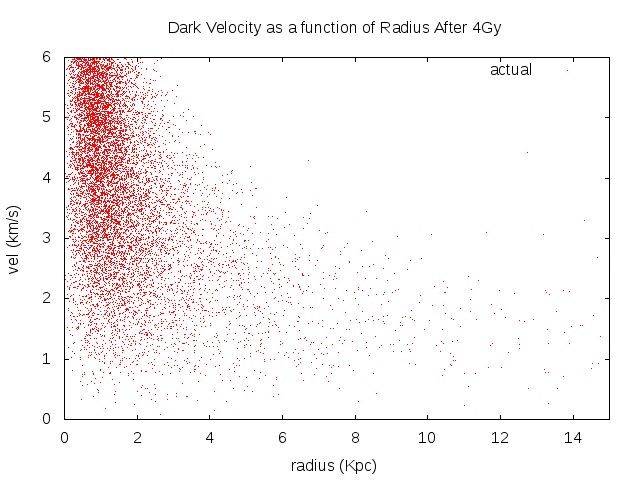 Dark Velocity as a function of Radius After 4Gy
actual
6
5
4
3
2
1
0
vel (km/s)
0 2 4 6 8 10 12 14
radius (Kpc)